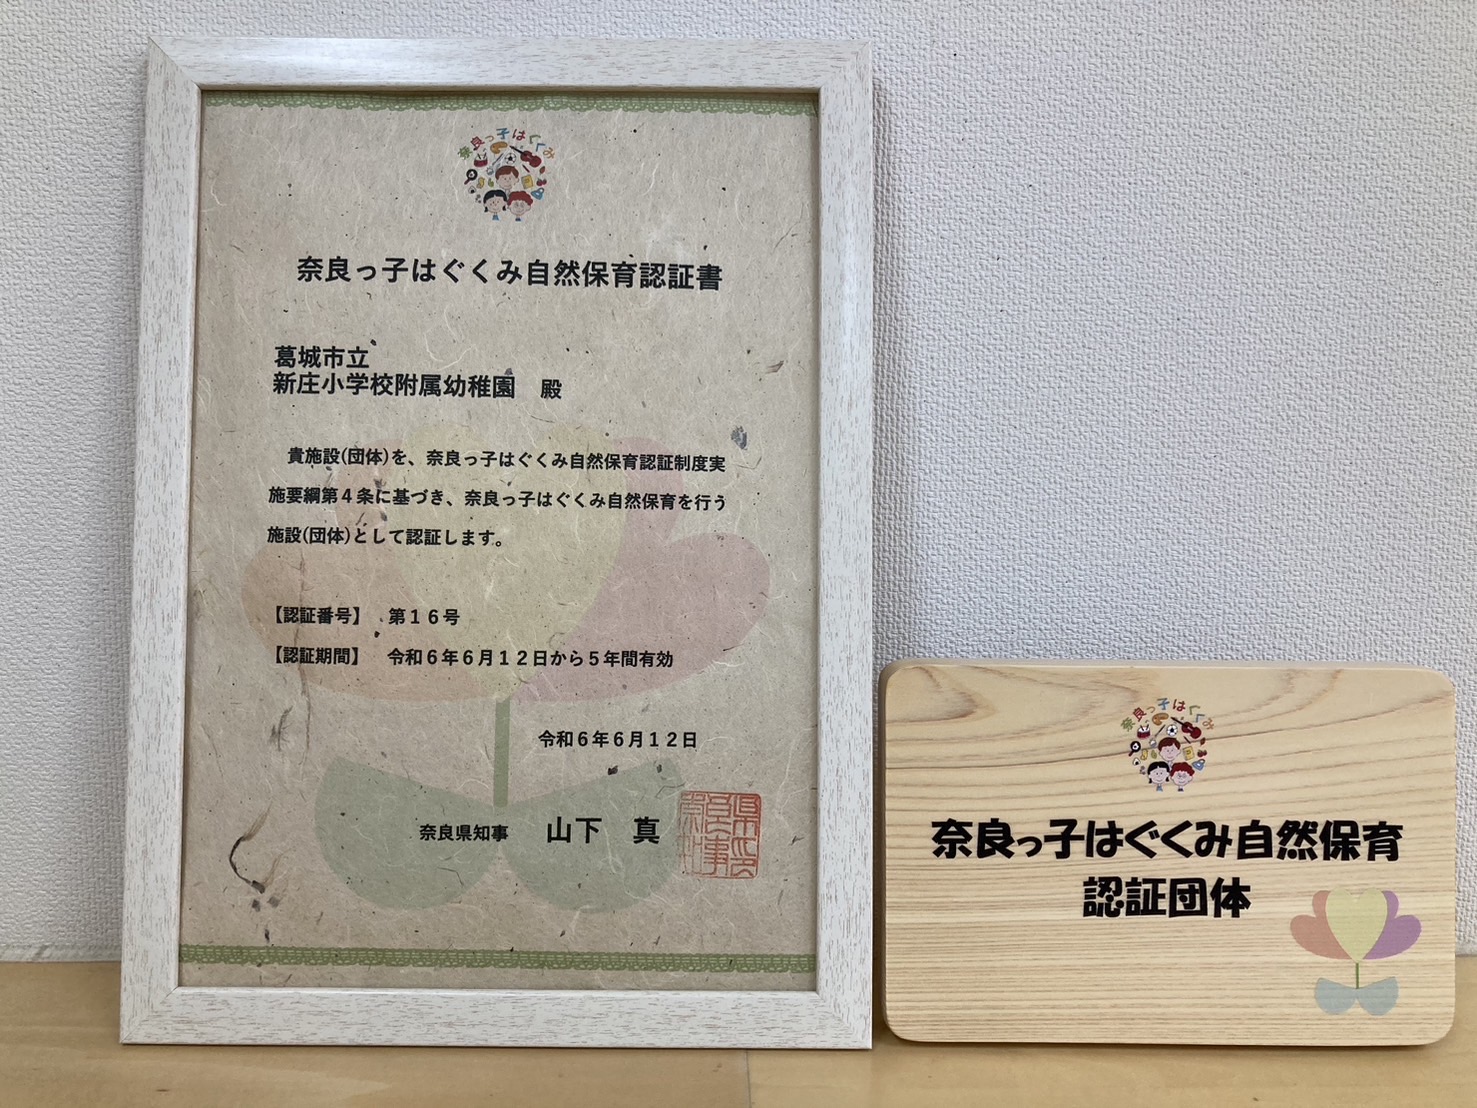 奈良っ子はぐくみ
奈良っ子はぐくみ自然保育認証書
葛城市立
新庄小学校附属幼稚園　殿
貴施設(団体)を、奈良っ子はぐくみ自然保育認証制度実
施要綱第４条に基づき、奈良っ子はぐくみ自然保育を行う
施設(団体)として認証します。
【認証番号】　第１６号
【認証期間】　令和６年６月１２日から５年間有効
令和６年６月１２日
奈良県知事　山下　真
奈良っ子はぐくみ
奈良っ子はぐくみ自然保育
認証団体